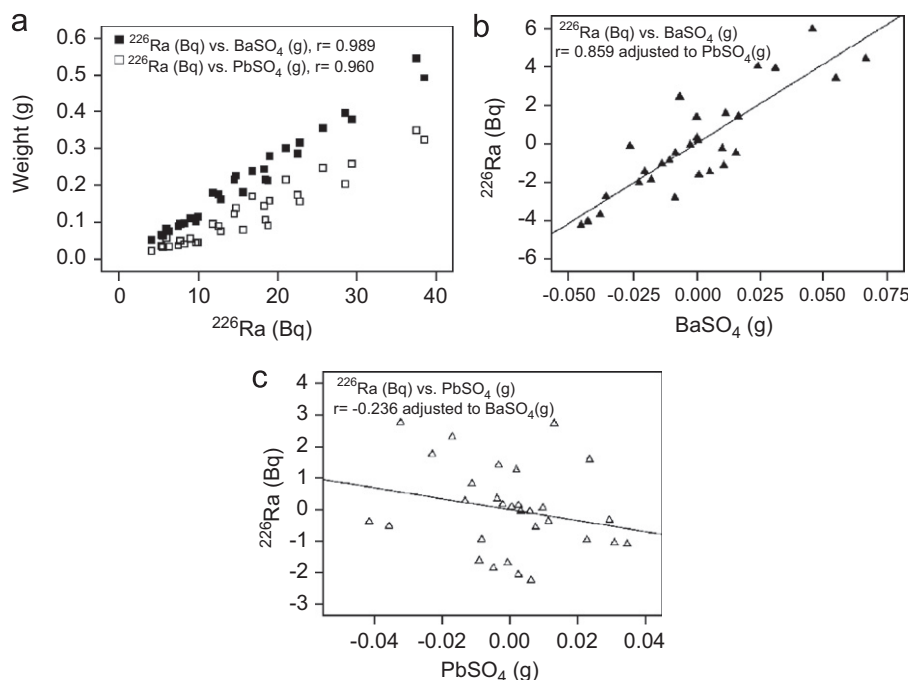 a
■ ²²⁶Ra (Bq) vs. BaSO₄ (g), r= 0.989
□ ²²⁶Ra (Bq) vs. PbSO₄ (g), r= 0.960
Weight (g)
0.6
0.5
0.4
0.3
0.2
0.1
0.0
0 10 20 30 40
²²⁶Ra (Bq)
b
²²⁶Ra (Bq) vs. BaSO₄ (g)
r= 0.859 adjusted to PbSO₄(g)
²²⁶Ra (Bq)
6
4
2
0
-2
-4
-6
-0.050 -0.025 0.000 0.025 0.050 0.075
BaSO₄ (g)
c
²²⁶Ra (Bq) vs. PbSO₄ (g)
r= -0.236 adjusted to BaSO₄(g)
²²⁶Ra (Bq)
4
3
2
1
0
-1
-2
-3
-0.04 -0.02 0.00 0.02 0.04
PbSO₄ (g)